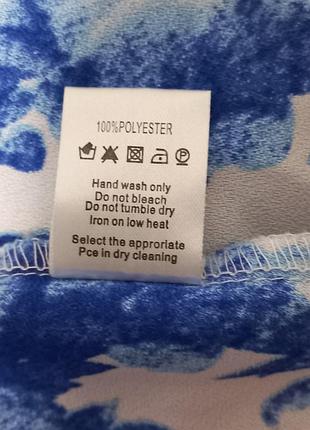 100%POLYESTER
Hand wash only
Do not bleach
Do not tumble dry
Iron on low heat
Select the approriate
Pce in dry cleaning